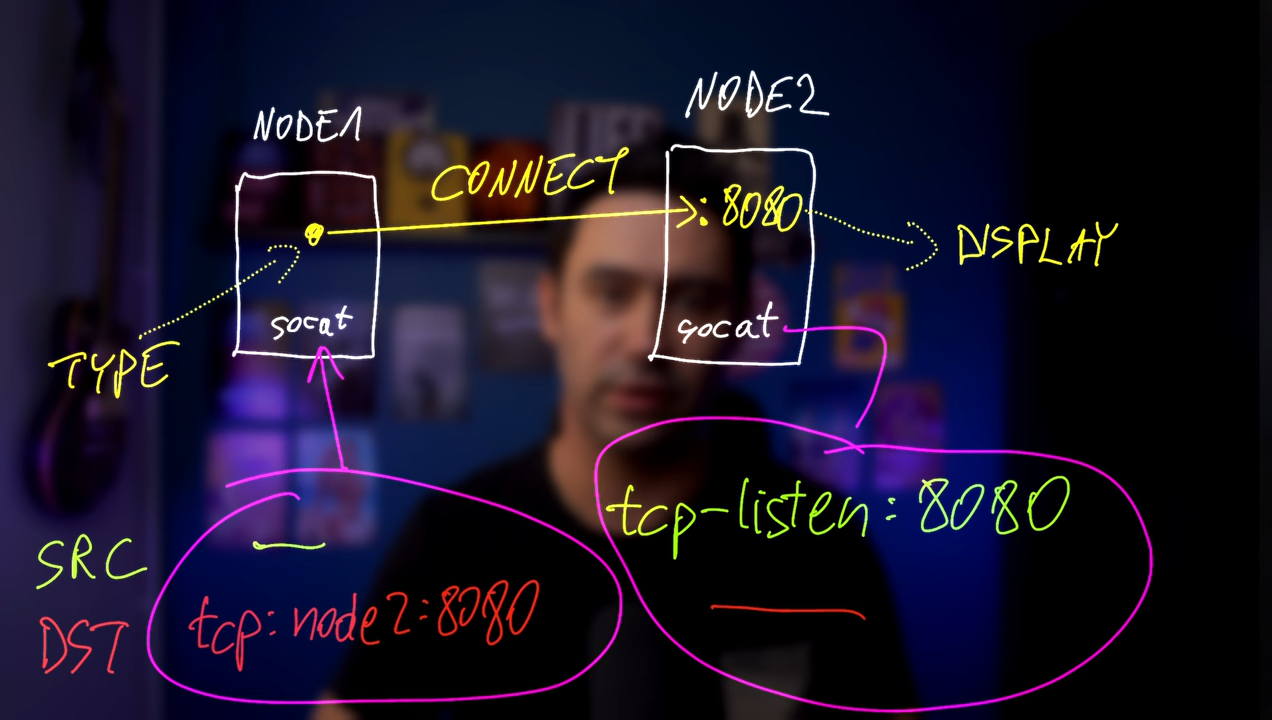 NODE1
NODE2
CONNECT
: 8080
DISPLAY
socat
socat
TYPE
SRC
— tcp-listen: 8080
DST
tcp: node2:8080 —